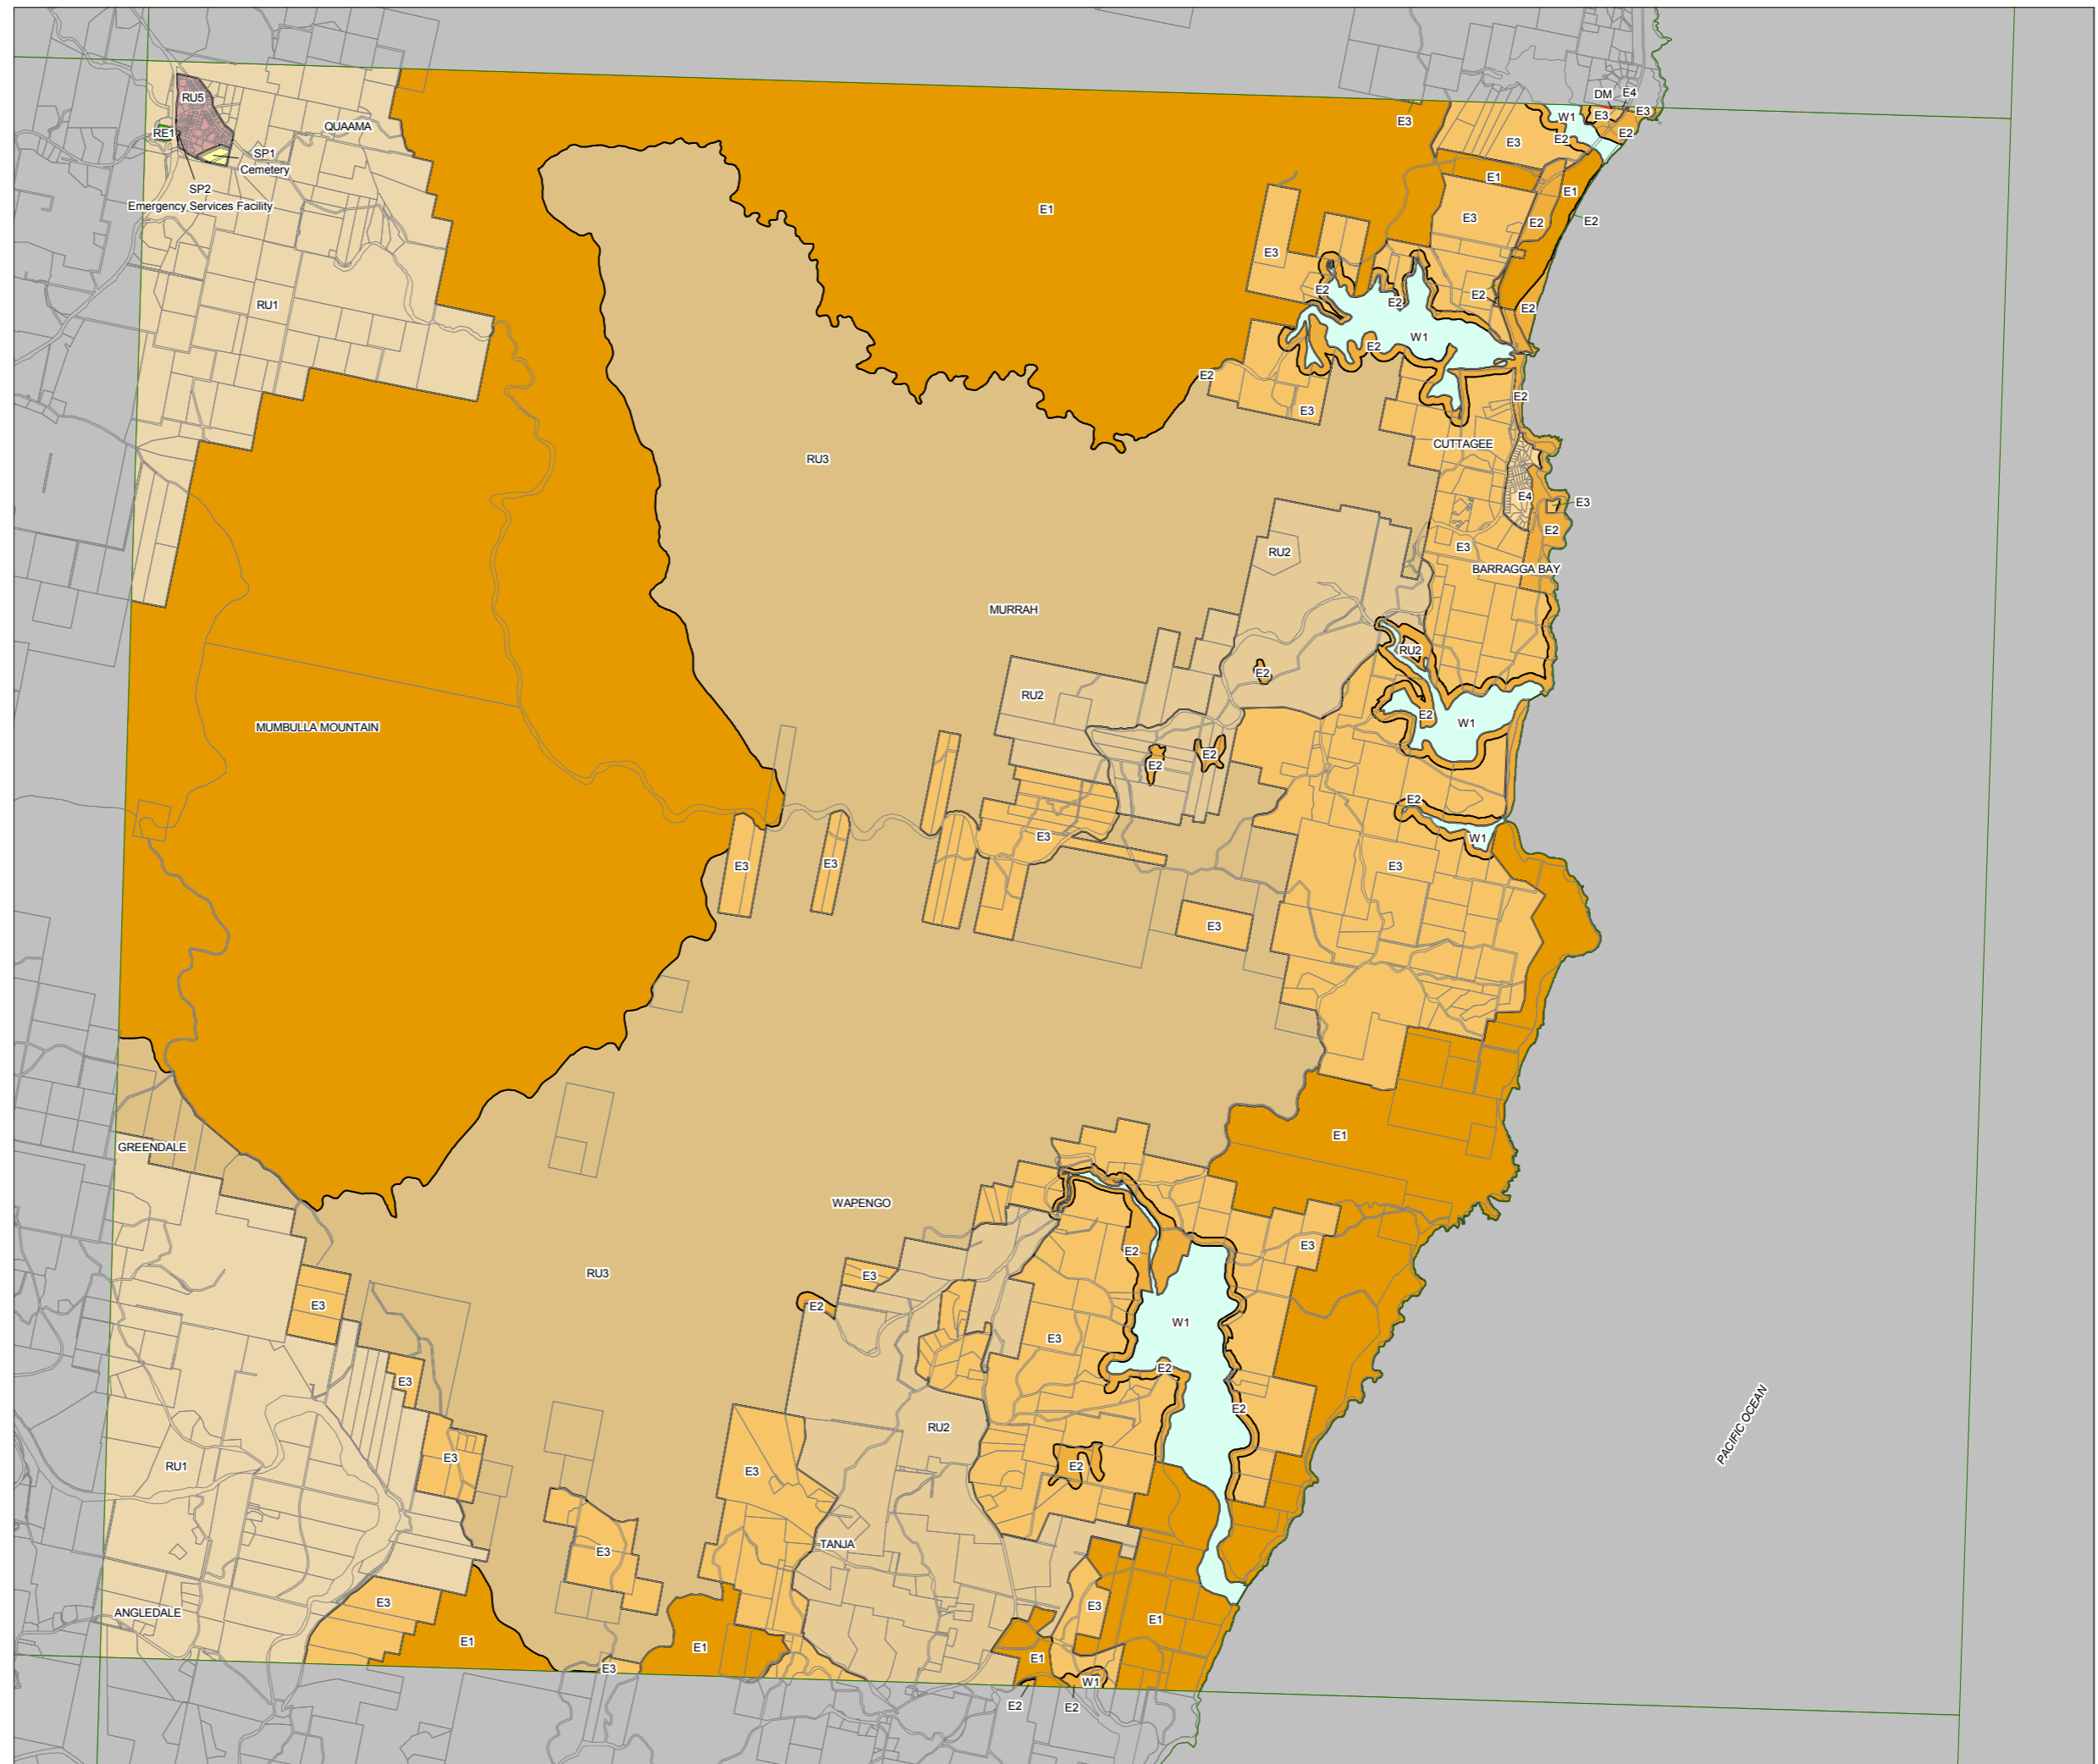 DM
E4
RU5
W1
E3
E3
E3
QUAAMA
RE1
E2
E2
E3
SP1
Cemetery
E1
SP2
E1
Emergency Services Facility
E1
E3
E2
E2
E3
E2
E2
E2
RU1
E2
W1
E2
E2
E2
E3
CUTTAGEE
RU3
E4
E3
E2
E3
RU2
BARRAGGA BAY
MURRAH
RU2
E2
RU2
E2
W1
MUMBULLA MOUNTAIN
E2
E2
E2
E3
W1
E3
E3
E3
E3
E1
GREENDALE
WAPENGO
E3
E2
RU3
E3
E3
E2
W1
E3
E2
E3
E2
RU2
PACIFIC OCEAN
E3
RU1
E2
E3
TANJA
E3
E3
E3
ANGLEDALE
E1
E1
E1
E1
E3
W1
E2
E2